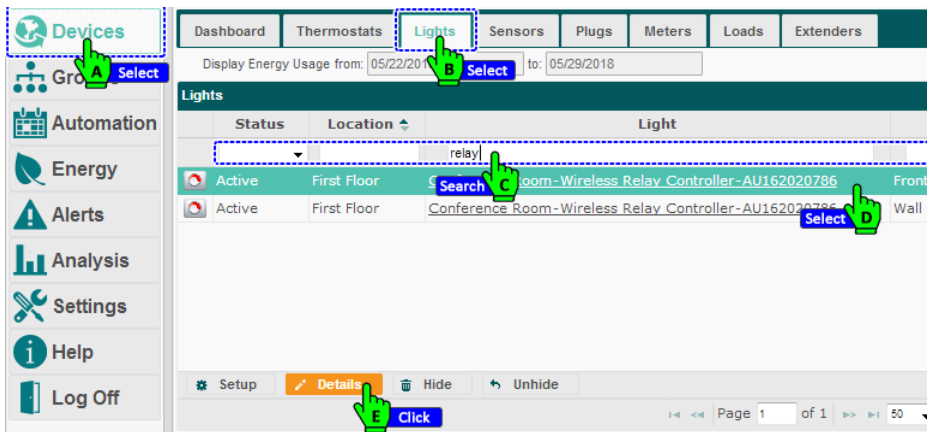 Devices
Groups
Automation
Energy
Alerts
Analysis
Settings
Help
Log Off
A Select
Dashboard Thermostats Lights Sensors Plugs Meters Loads Extenders
Display Energy Usage from: 05/22/201 to: 05/29/2018
B Select
Lights
Status Location Light
relay
Search C
Active First Floor Room-Wireless Relay Controller-AU162020786 Front
Active First Floor Conference Room-Wireless Relay Controller-AU162020786 Wall
Select D
Setup Details Hide Unhide
E Click
Page 1 of 1 50